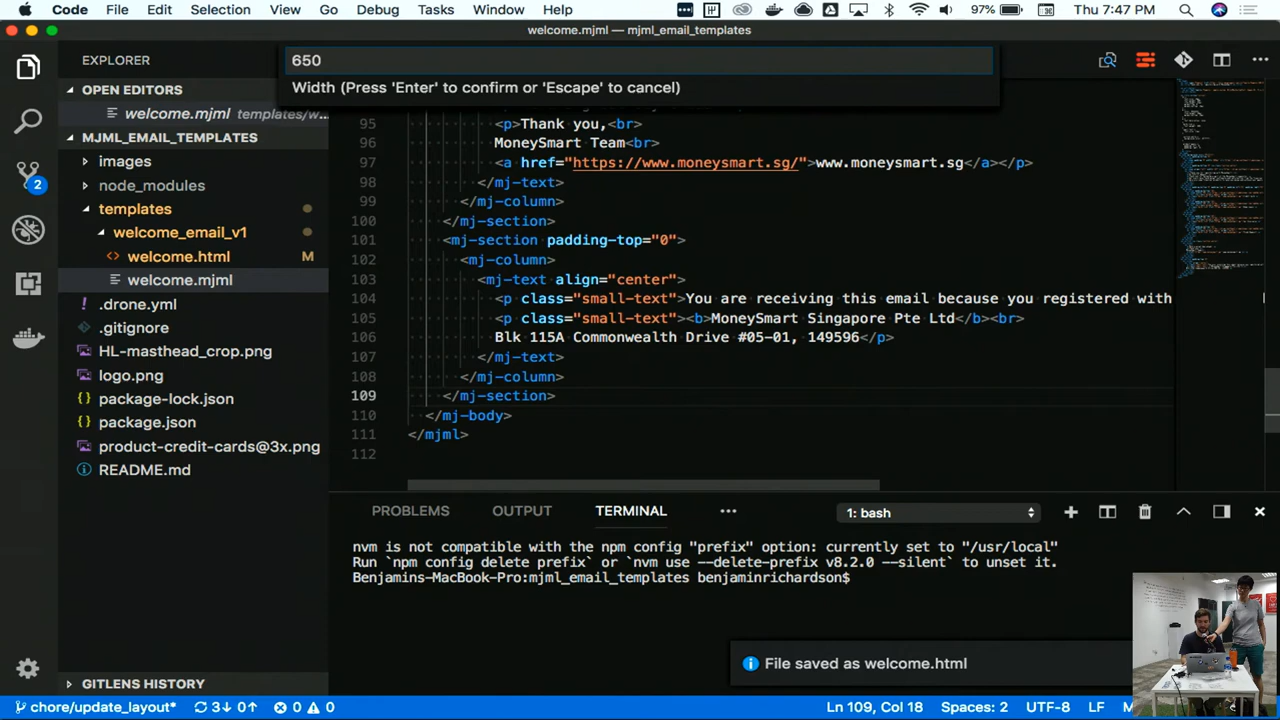 Code File Edit Selection View Go Debug Tasks Window Help 97% Thu 7:47 PM
welcome.mjml — mjml_email_templates
EXPLORER
OPEN EDITORS
welcome.mjml templates/w...
MJML_EMAIL_TEMPLATES
images
node_modules
templates
welcome_email_v1
<> welcome.html M
welcome.mjml
.drone.yml
.gitignore
HL-masthead_crop.png
logo.png
{} package-lock.json
{} package.json
product-credit-cards@3x.png
README.md
GITLENS HISTORY
2
650
Width (Press 'Enter' to confirm or 'Escape' to cancel)
95 <p>Thank you,<br>
96 MoneySmart Team<br>
97 <a href="https://www.moneysmart.sg/">www.moneysmart.sg</a></p>
98 </mj-text>
99 </mj-column>
100 </mj-section>
101 <mj-section padding-top="0">
102 <mj-column>
103 <mj-text align="center">
104 <p class="small-text">You are receiving this email because you registered with
105 <p class="small-text"><b>MoneySmart Singapore Pte Ltd</b><br>
106 Blk 115A Commonwealth Drive #05-01, 149596</p>
107 </mj-text>
108 </mj-column>
109 </mj-section>
110 </mj-body>
111 </mjml>
112
PROBLEMS OUTPUT TERMINAL ... 1: bash
nvm is not compatible with the npm config "prefix" option: currently set to "/usr/local"
Run `npm config delete prefix` or `nvm use --delete-prefix v8.2.0 --silent` to unset it.
Benjamins-MacBook-Pro:mjml_email_templates benjaminrichardson$
File saved as welcome.html
chore/update_layout* 3↓ 0↑ 0 0 Ln 109, Col 18 Spaces: 2 UTF-8 LF